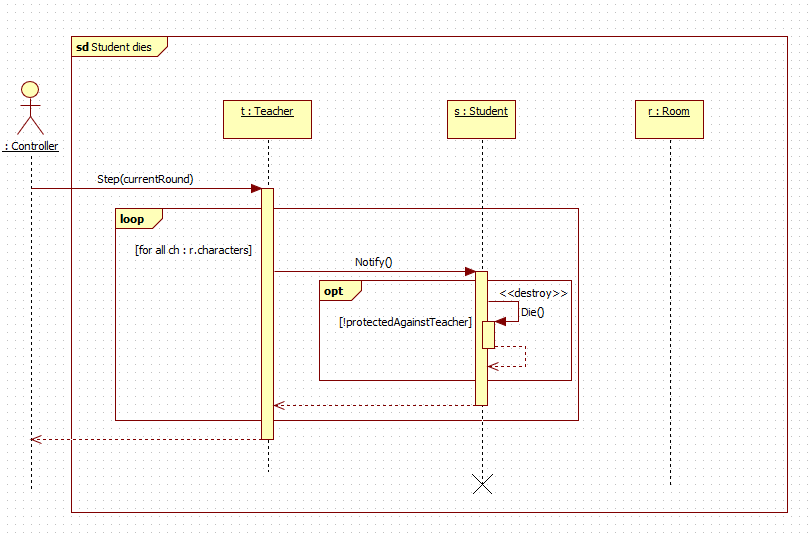 sd Student dies
t : Teacher
s : Student
r : Room
: Controller
Step(currentRound)
loop
[for all ch : r.characters]
Notify()
opt
<<destroy>>
Die()
[!protectedAgainstTeacher]